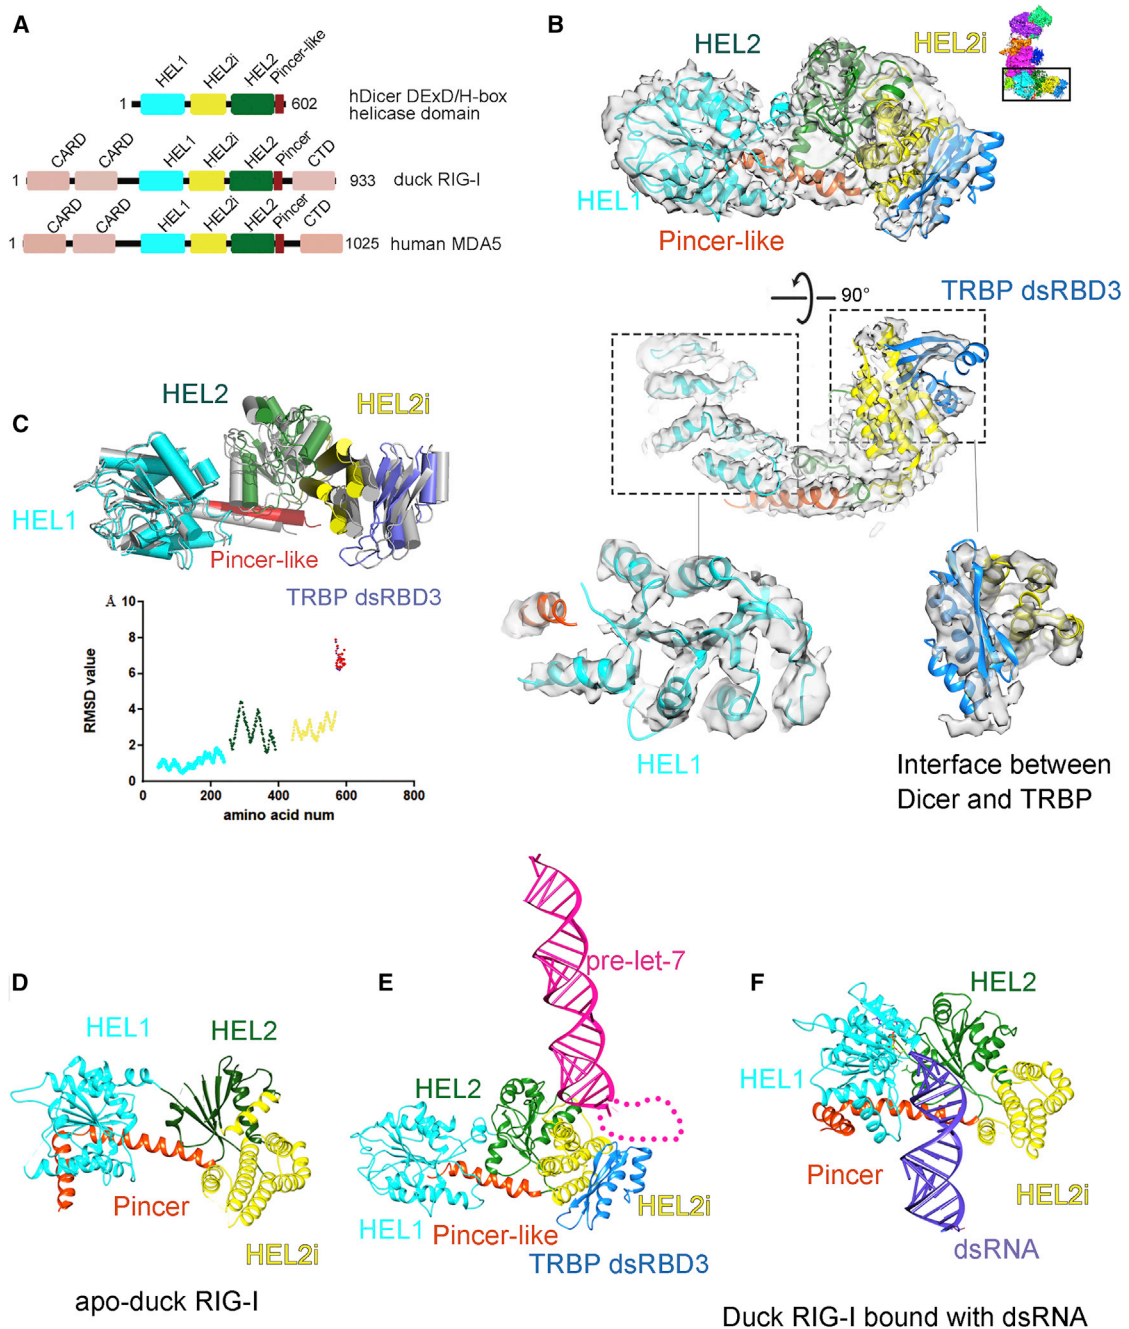 A
HEL1
HEL2i
HEL2
Pincer-like
1
602
hDicer DExD/H-box
helicase domain
CARD
CARD
HEL1
HEL2i
HEL2
Pincer
CTD
1
933
duck RIG-I
CARD
CARD
HEL1
HEL2i
HEL2
Pincer
CTD
1
1025
human MDA5
B
HEL2
HEL2i
HEL1
Pincer-like
90°
TRBP dsRBD3
HEL1
Interface between
Dicer and TRBP
C
HEL2
HEL2i
HEL1
Pincer-like
TRBP dsRBD3
Å
10
8
6
4
2
0
RMSD value
0
200
400
600
800
amino acid num
D
HEL1
HEL2
Pincer
HEL2i
apo-duck RIG-I
E
pre-let-7
HEL2
HEL1
Pincer-like
HEL2i
TRBP dsRBD3
F
HEL2
HEL1
Pincer
HEL2i
dsRNA
Duck RIG-I bound with dsRNA